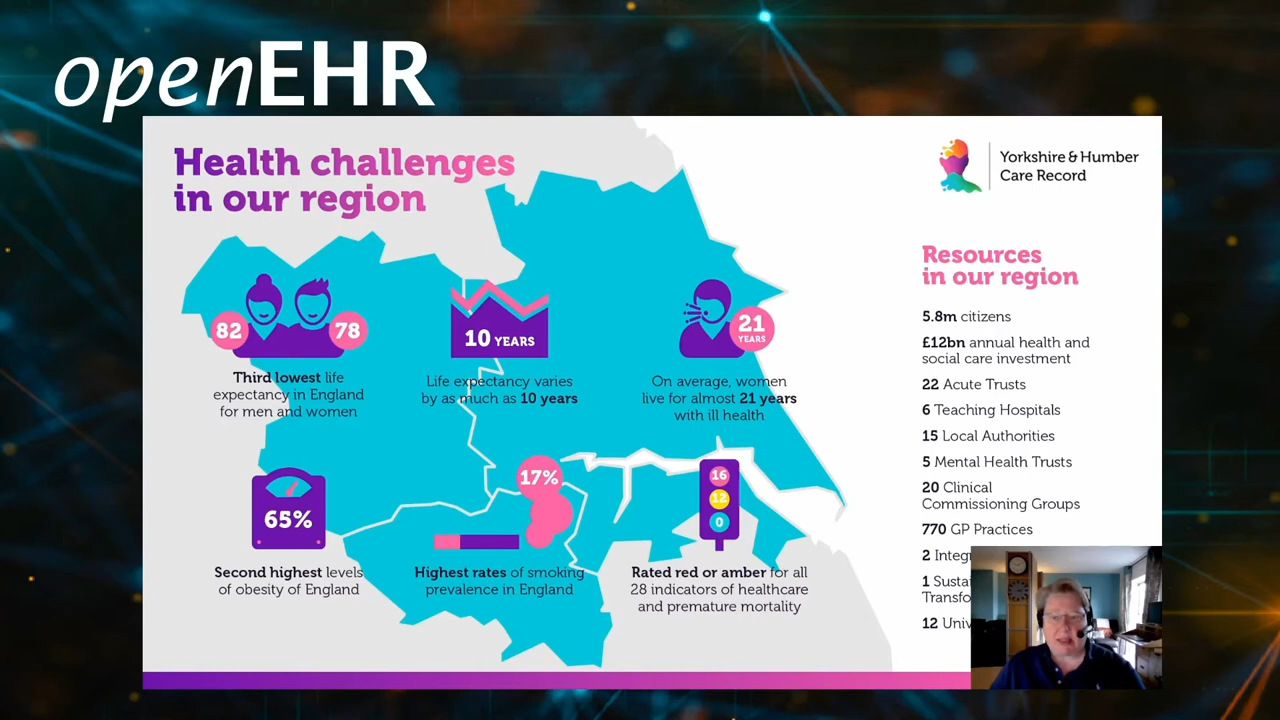 openEHR
Health challenges
in our region
Yorkshire & Humber
Care Record
82
78
Third lowest life
expectancy in England
for men and women
10 YEARS
Life expectancy varies
by as much as 10 years
21
YEARS
On average, women
live for almost 21 years
with ill health
65%
Second highest levels
of obesity of England
17%
Highest rates of smoking
prevalence in England
16
12
0
Rated red or amber for all
28 indicators of healthcare
and premature mortality
Resources
in our region
5.8m citizens
£12bn annual health and
social care investment
22 Acute Trusts
6 Teaching Hospitals
15 Local Authorities
5 Mental Health Trusts
20 Clinical
Commissioning Groups
770 GP Practices
2
1
12